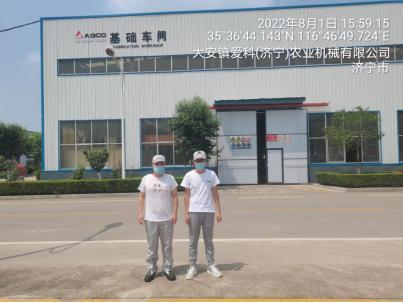 2022年8月1日 15:59:15
35°36'44.143"N 116°46'49.724"E
大安镇爱科(济宁)农业机械有限公司
济宁市
AGCO
基础车间
FABRICATION WORKSHOP